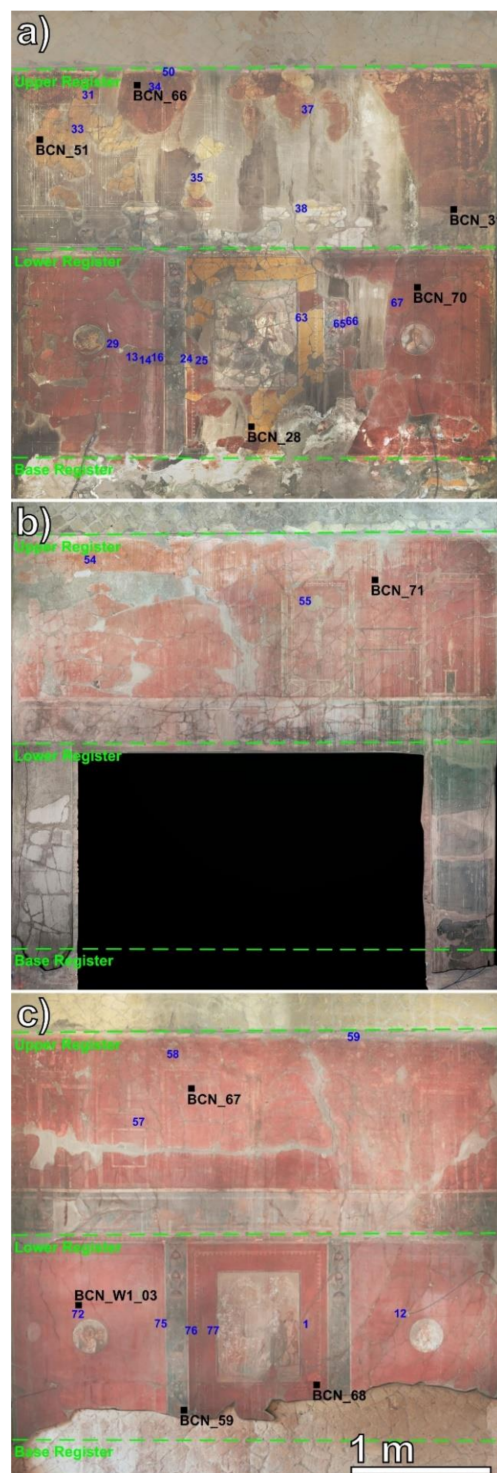 a)
50
Upper Register
34
BCN_66
31
37
33
BCN_51
35
38
BCN_3
Lower Register
BCN_70
67
63
65
66
29
13
14
16
24
25
BCN_28
Base Register
b)
Upper Register
54
BCN_71
55
Lower Register
Base Register
c)
59
Upper Register
58
BCN_67
57
Lower Register
BCN_W1_03
72
75
76
77
1
12
BCN_68
BCN_59
Base Register
1 m